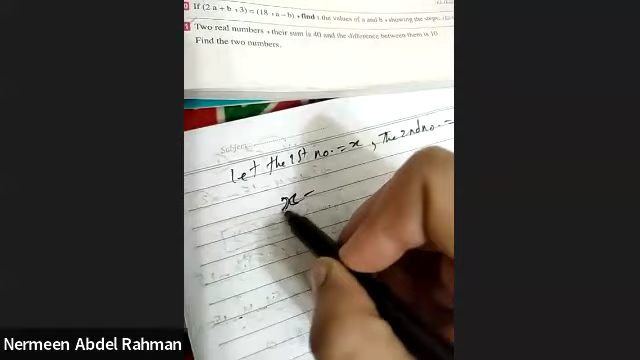 If (2a + b , 3) = (18 , a − b) , find : the values of a and b , showing the steps.
Two real numbers , their sum is 40 and the difference between them is 10
Find the two numbers.
Subject
Let the 1st no. = x , The 2nd no. =
x −
Nermeen Abdel Rahman